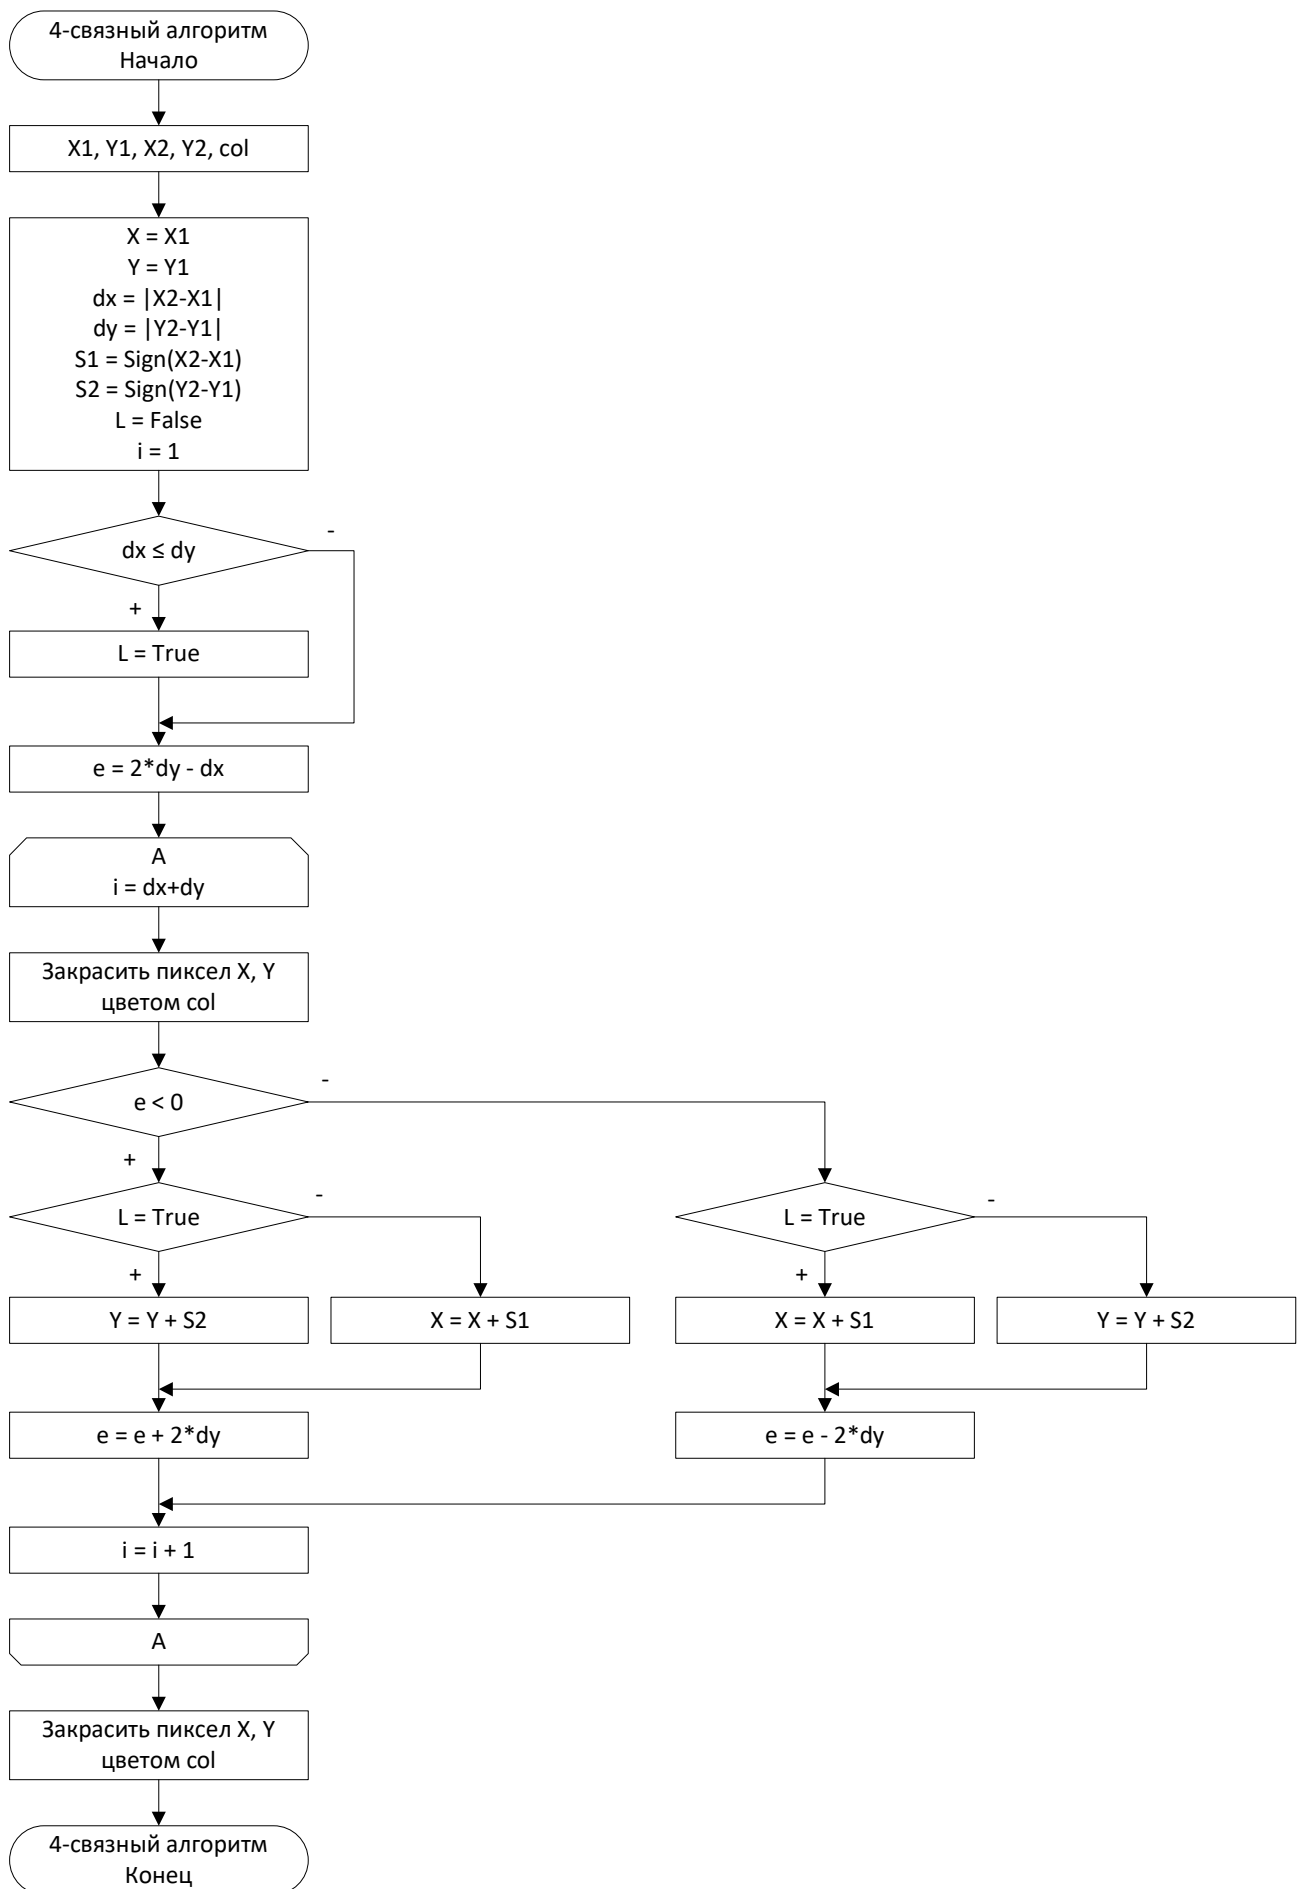 4-связный алгоритм
Начало
X1, Y1, X2, Y2, col
X = X1
Y = Y1
dx = |X2-X1|
dy = |Y2-Y1|
S1 = Sign(X2-X1)
S2 = Sign(Y2-Y1)
L = False
i = 1
dx ≤ dy
-
+
L = True
e = 2*dy - dx
A
i = dx+dy
Закрасить пиксел X, Y
цветом col
e < 0
-
+
L = True
-
+
L = True
-
+
Y = Y + S2
X = X + S1
X = X + S1
Y = Y + S2
e = e + 2*dy
e = e - 2*dy
i = i + 1
A
Закрасить пиксел X, Y
цветом col
4-связный алгоритм
Конец